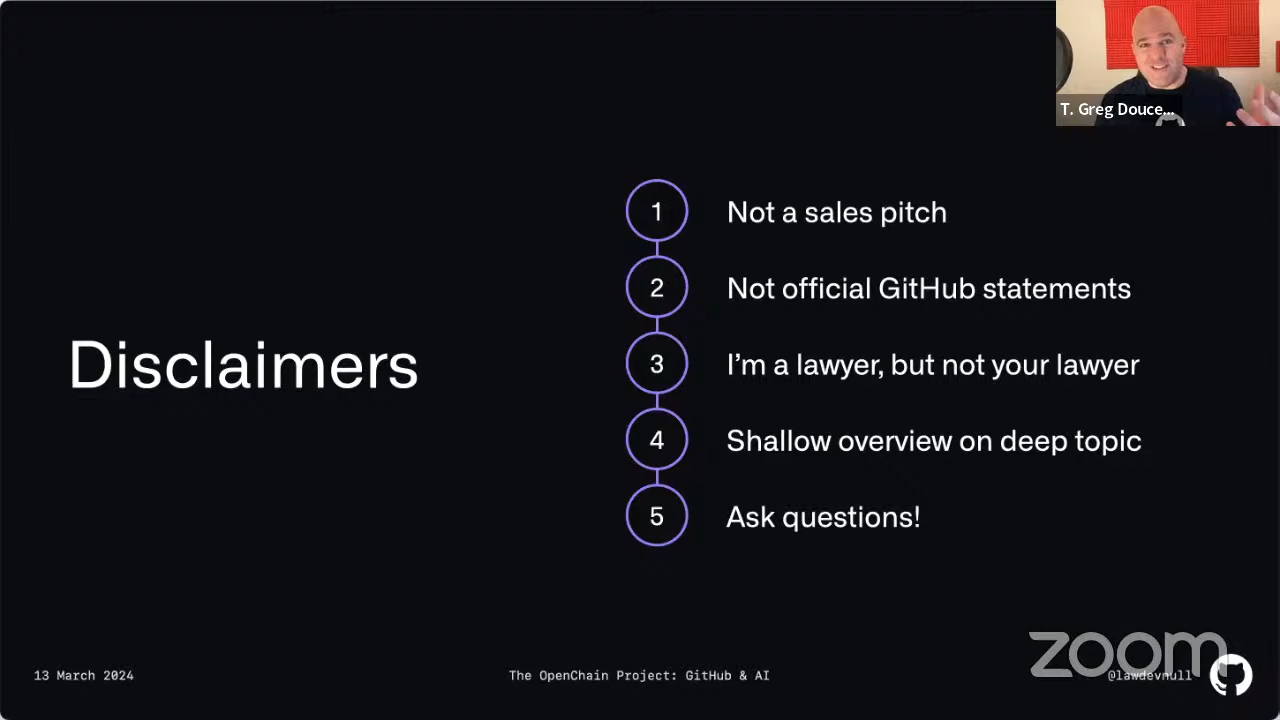 T. Greg Douce...
Disclaimers
1 Not a sales pitch
2 Not official GitHub statements
3 I’m a lawyer, but not your lawyer
4 Shallow overview on deep topic
5 Ask questions!
13 March 2024
The OpenChain Project: GitHub & AI
@lawdevnull
zoom